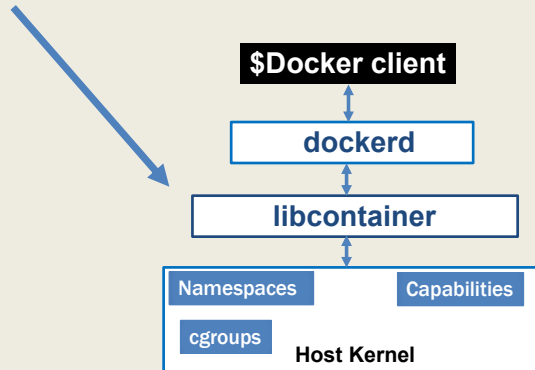 $Docker client
dockerd
libcontainer
Namespaces
Capabilities
cgroups
Host Kernel